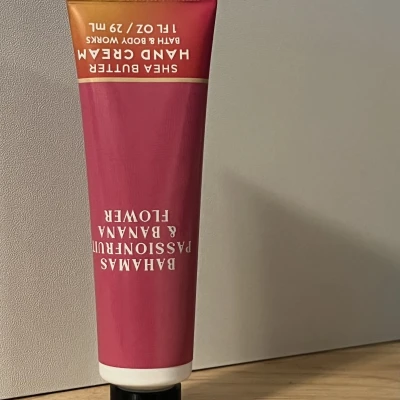 BAHAMAS
PASSIONFRUIT
& BANANA
FLOWER
SHEA BUTTER
HAND CREAM
BATH & BODY WORKS
1 FL OZ / 29 mL